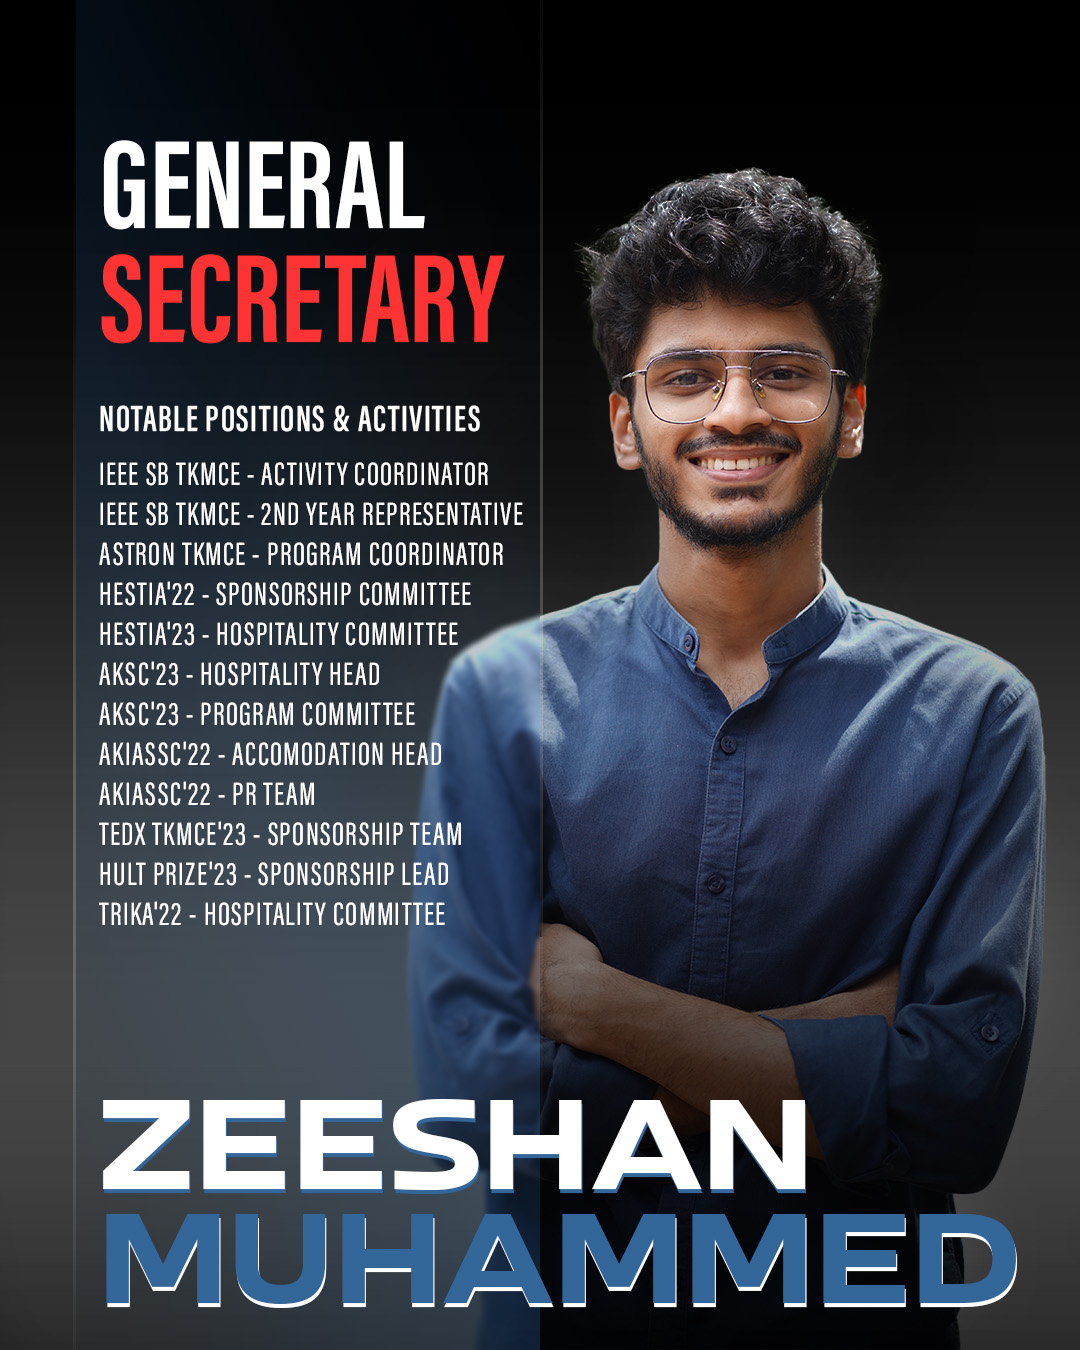 GENERAL
SECRETARY
NOTABLE POSITIONS & ACTIVITIES
IEEE SB TKMCE - ACTIVITY COORDINATOR
IEEE SB TKMCE - 2ND YEAR REPRESENTATIVE
ASTRON TKMCE - PROGRAM COORDINATOR
HESTIA'22 - SPONSORSHIP COMMITTEE
HESTIA'23 - HOSPITALITY COMMITTEE
AKSC'23 - HOSPITALITY HEAD
AKSC'23 - PROGRAM COMMITTEE
AKIASSC'22 - ACCOMODATION HEAD
AKIASSC'22 - PR TEAM
TEDX TKMCE'23 - SPONSORSHIP TEAM
HULT PRIZE'23 - SPONSORSHIP LEAD
TRIKA'22 - HOSPITALITY COMMITTEE
ZEESHAN
MUHAMMED